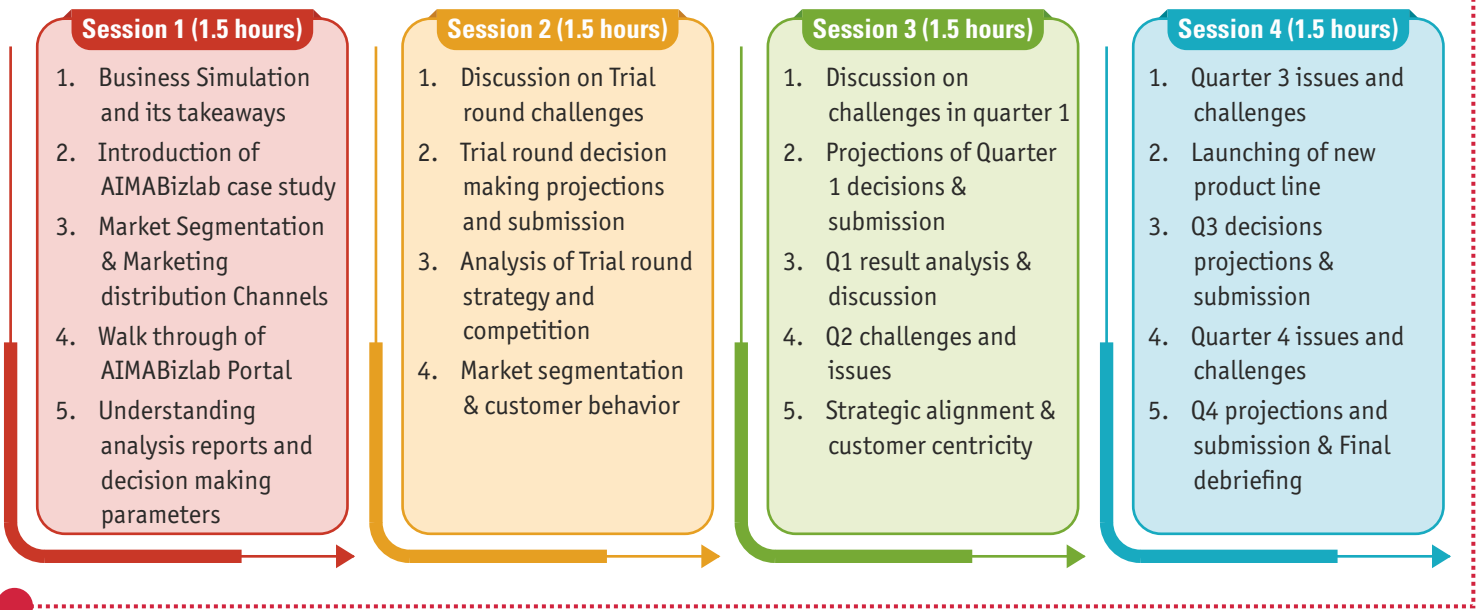 Session 1 (1.5 hours)
1. Business Simulation
and its takeaways
2. Introduction of
AIMABizlab case study
3. Market Segmentation
& Marketing
distribution Channels
4. Walk through of
AIMABizlab Portal
5. Understanding
analysis reports and
decision making
parameters
Session 2 (1.5 hours)
1. Discussion on Trial
round challenges
2. Trial round decision
making projections
and submission
3. Analysis of Trial round
strategy and
competition
4. Market segmentation
& customer behavior
Session 3 (1.5 hours)
1. Discussion on
challenges in quarter 1
2. Projections of Quarter
1 decisions &
submission
3. Q1 result analysis &
discussion
4. Q2 challenges and
issues
5. Strategic alignment &
customer centricity
Session 4 (1.5 hours)
1. Quarter 3 issues and
challenges
2. Launching of new
product line
3. Q3 decisions
projections &
submission
4. Quarter 4 issues and
challenges
5. Q4 projections and
submission & Final
debriefing